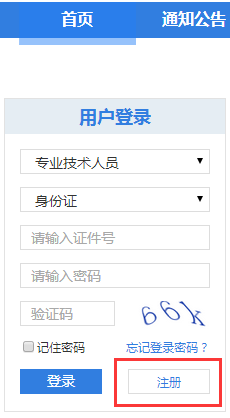 首页 通知公告
用户登录
专业技术人员
身份证
请输入证件号
请输入密码
验证码 66k
记住密码 忘记登录密码？
登录 注册